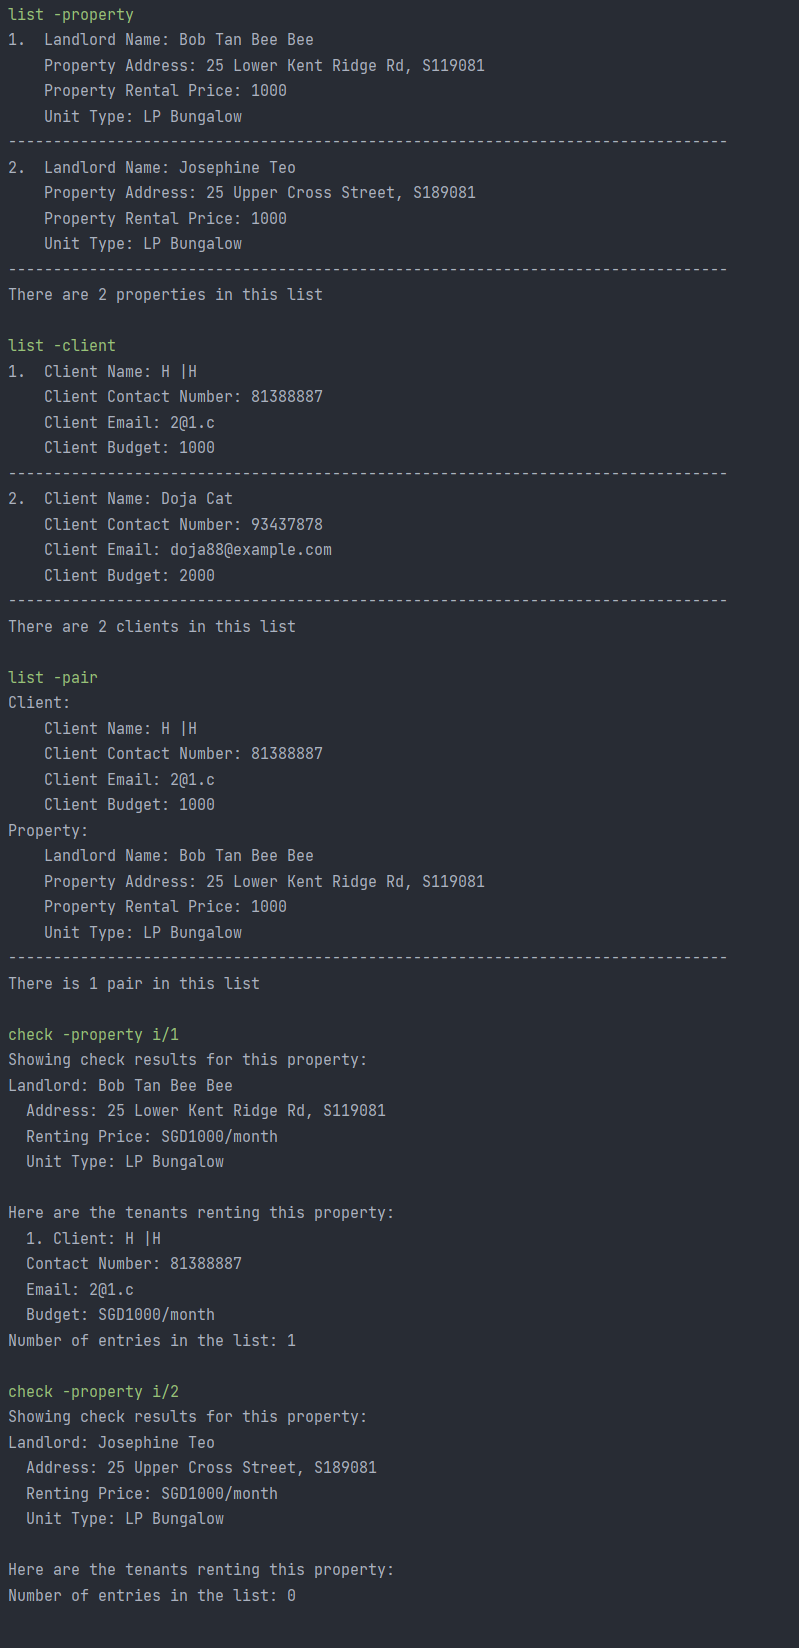 list -property
1.  Landlord Name: Bob Tan Bee Bee
    Property Address: 25 Lower Kent Ridge Rd, S119081
    Property Rental Price: 1000
    Unit Type: LP Bungalow
--------------------------------------------------------------------------------
2.  Landlord Name: Josephine Teo
    Property Address: 25 Upper Cross Street, S189081
    Property Rental Price: 1000
    Unit Type: LP Bungalow
--------------------------------------------------------------------------------
There are 2 properties in this list

list -client
1.  Client Name: H |H
    Client Contact Number: 81388887
    Client Email: 2@1.c
    Client Budget: 1000
--------------------------------------------------------------------------------
2.  Client Name: Doja Cat
    Client Contact Number: 93437878
    Client Email: doja88@example.com
    Client Budget: 2000
--------------------------------------------------------------------------------
There are 2 clients in this list

list -pair
Client:
    Client Name: H |H
    Client Contact Number: 81388887
    Client Email: 2@1.c
    Client Budget: 1000
Property:
    Landlord Name: Bob Tan Bee Bee
    Property Address: 25 Lower Kent Ridge Rd, S119081
    Property Rental Price: 1000
    Unit Type: LP Bungalow
--------------------------------------------------------------------------------
There is 1 pair in this list

check -property i/1
Showing check results for this property:
Landlord: Bob Tan Bee Bee
  Address: 25 Lower Kent Ridge Rd, S119081
  Renting Price: SGD1000/month
  Unit Type: LP Bungalow

Here are the tenants renting this property:
  1. Client: H |H
  Contact Number: 81388887
  Email: 2@1.c
  Budget: SGD1000/month
Number of entries in the list: 1

check -property i/2
Showing check results for this property:
Landlord: Josephine Teo
  Address: 25 Upper Cross Street, S189081
  Renting Price: SGD1000/month
  Unit Type: LP Bungalow

Here are the tenants renting this property:
Number of entries in the list: 0